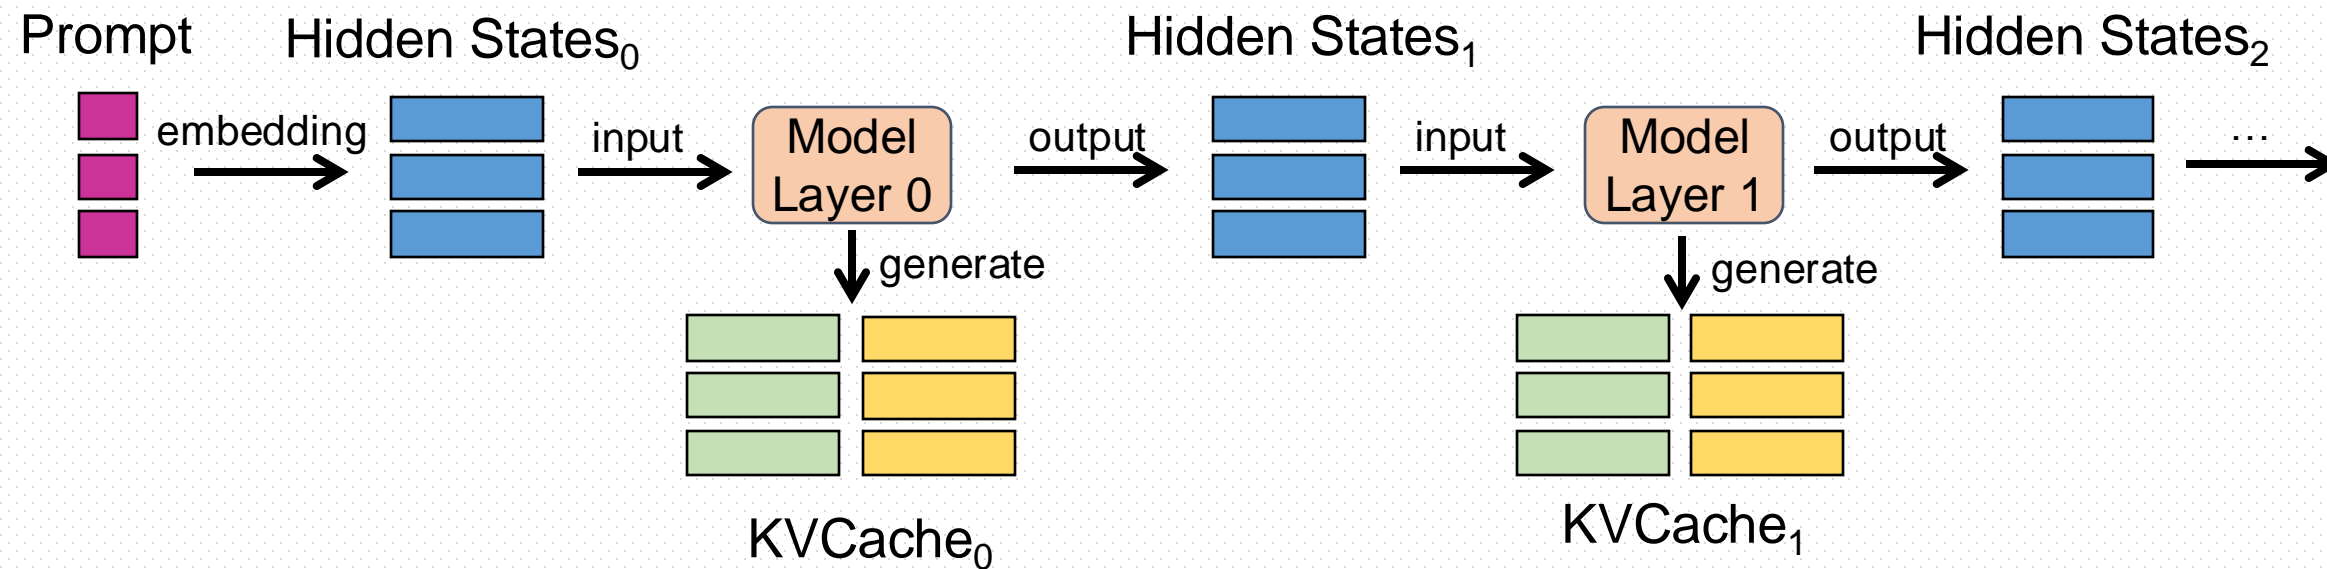 Prompt
Hidden States₀
Hidden States₁
Hidden States₂
embedding
input
Model
Layer 0
output
input
Model
Layer 1
output
...
generate
generate
KVCache₀
KVCache₁